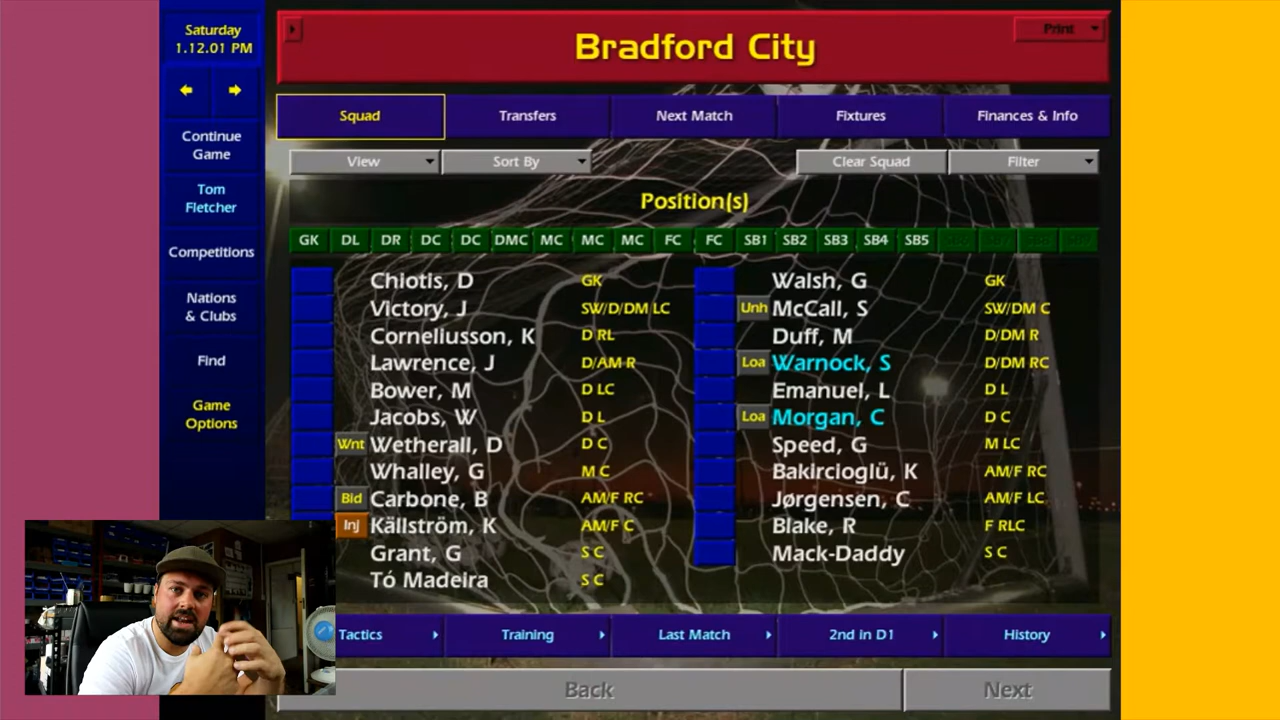 Saturday
1.12.01 PM
Continue
Game
Tom
Fletcher
Competitions
Nations
& Clubs
Find
Game
Options
Bradford City
Print
Squad Transfers Next Match Fixtures Finances & Info
View Sort By Clear Squad Filter
Position(s)
GK DL DR DC DC DMC MC MC MC FC FC SB1 SB2 SB3 SB4 SB5
Chiotis, D GK Walsh, G GK
Victory, J SW/D/DM LC Unh McCall, S SW/DM C
Corneliusson, K D RL Duff, M D/DM R
Lawrence, J D/AM R Loa Warnock, S D/DM RC
Bower, M D LC Emanuel, L D L
Jacobs, W D L Loa Morgan, C D C
Wnt Wetherall, D D C Speed, G M LC
Whalley, G M C Bakircioglü, K AM/F RC
Bid Carbone, B AM/F RC Jørgensen, C AM/F LC
Inj Källström, K AM/F C Blake, R F RLC
Grant, G S C Mack-Daddy S C
Tó Madeira S C
Tactics Training Last Match 2nd in D1 History
Back Next